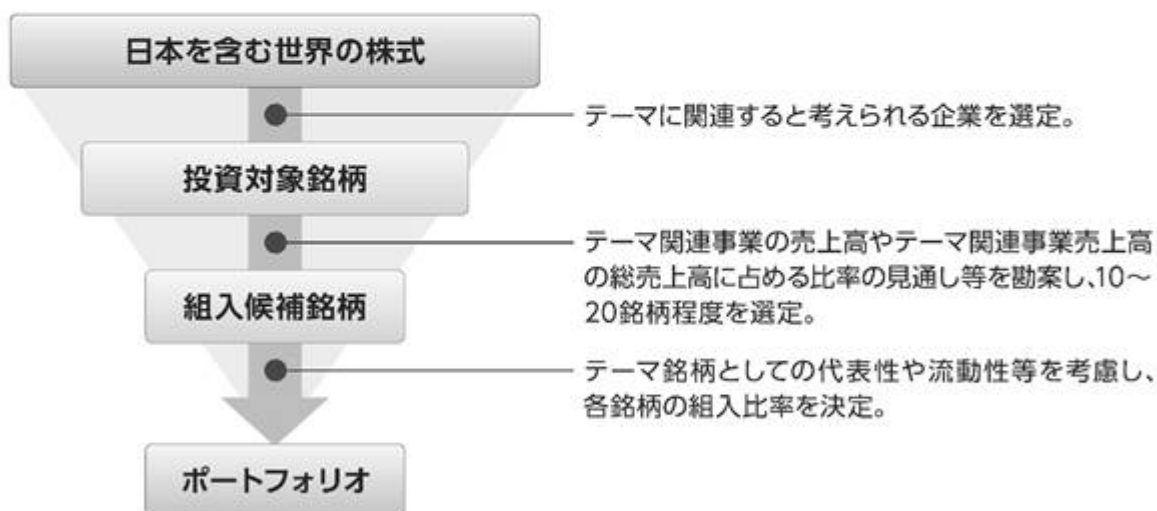 日本を含む世界の株式
テーマに関連すると考えられる企業を選定。
投資対象銘柄
テーマ関連事業の売上高やテーマ関連事業売上高
の総売上高に占める比率の見通し等を勘案し、10～
20銘柄程度を選定。
組入候補銘柄
テーマ銘柄としての代表性や流動性等を考慮し、
各銘柄の組入比率を決定。
ポートフォリオ